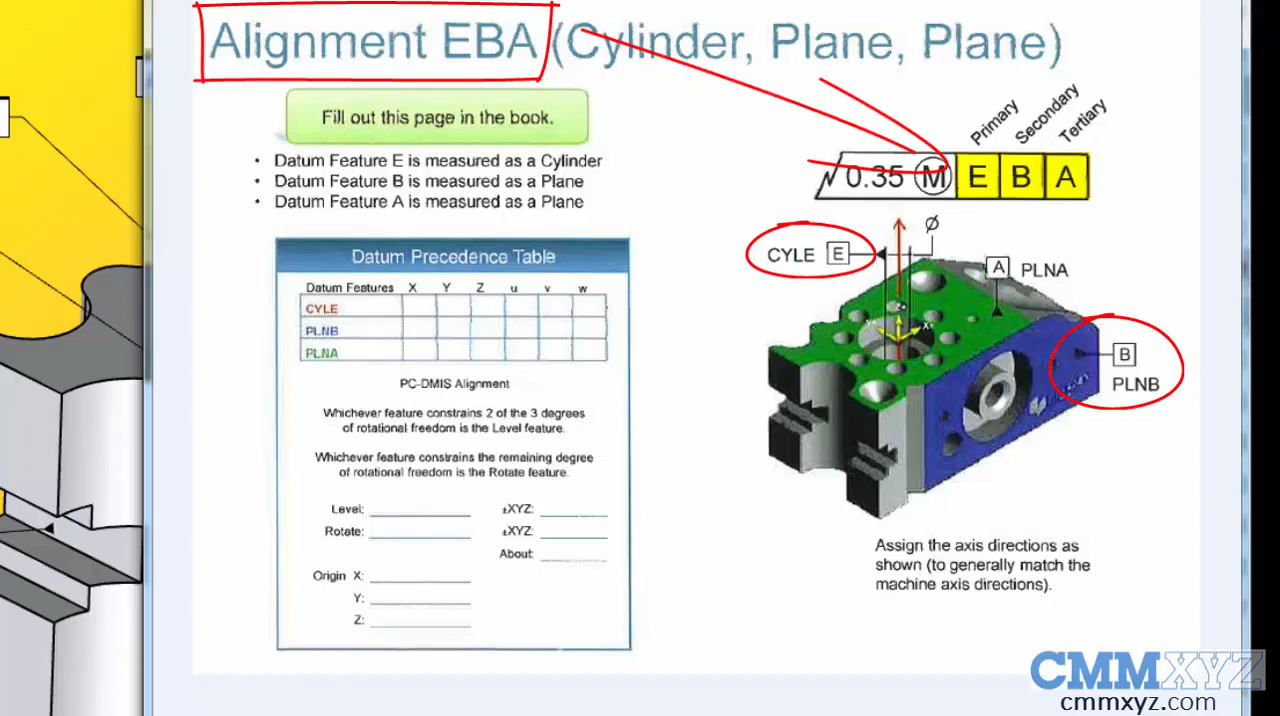 Alignment EBA (Cylinder, Plane, Plane)
Fill out this page in the book.
• Datum Feature E is measured as a Cylinder
• Datum Feature B is measured as a Plane
• Datum Feature A is measured as a Plane
Datum Precedence Table
Datum Features X Y Z u v w
CYLE
PLNB
PLNA
PC-DMIS Alignment
Whichever feature constrains 2 of the 3 degrees
of rotational freedom is the Level feature.
Whichever feature constrains the remaining degree
of rotational freedom is the Rotate feature.
Level: ±XYZ:
Rotate: ±XYZ:
About:
Origin X:
Y:
Z:
Primary
Secondary
Tertiary
0.35 Ⓜ E B A
Ø
CYLE E
A PLNA
B
PLNB
Assign the axis directions as
shown (to generally match the
machine axis directions).
CMMXYZ
cmmxyz.com